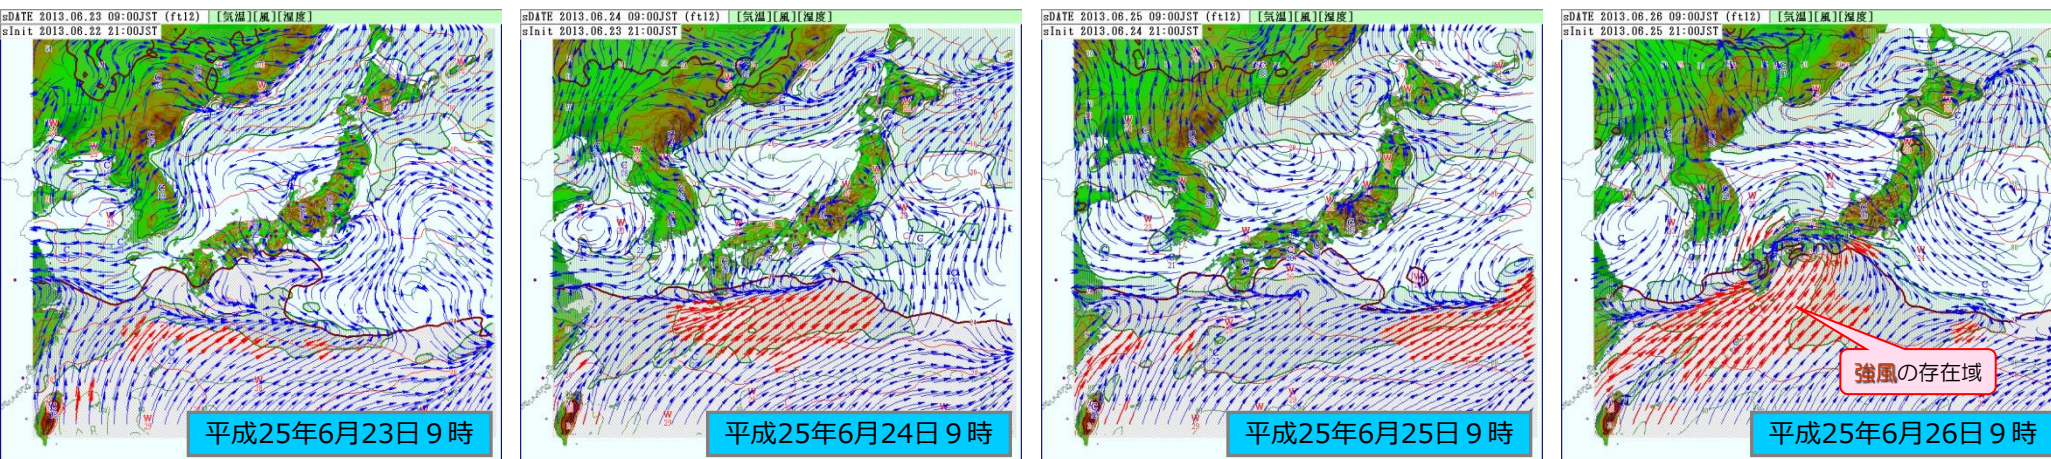 sDATE 2013.06.23 09:00JST (ft12) [気温][風][湿度]
sInit 2013.06.22 21:00JST
平成25年6月23日９時
sDATE 2013.06.24 09:00JST (ft12) [気温][風][湿度]
sInit 2013.06.23 21:00JST
平成25年6月24日９時
sDATE 2013.06.25 09:00JST (ft12) [気温][風][湿度]
sInit 2013.06.24 21:00JST
平成25年6月25日９時
sDATE 2013.06.26 09:00JST (ft12) [気温][風][湿度]
sInit 2013.06.25 21:00JST
強風の存在域
平成25年6月26日９時